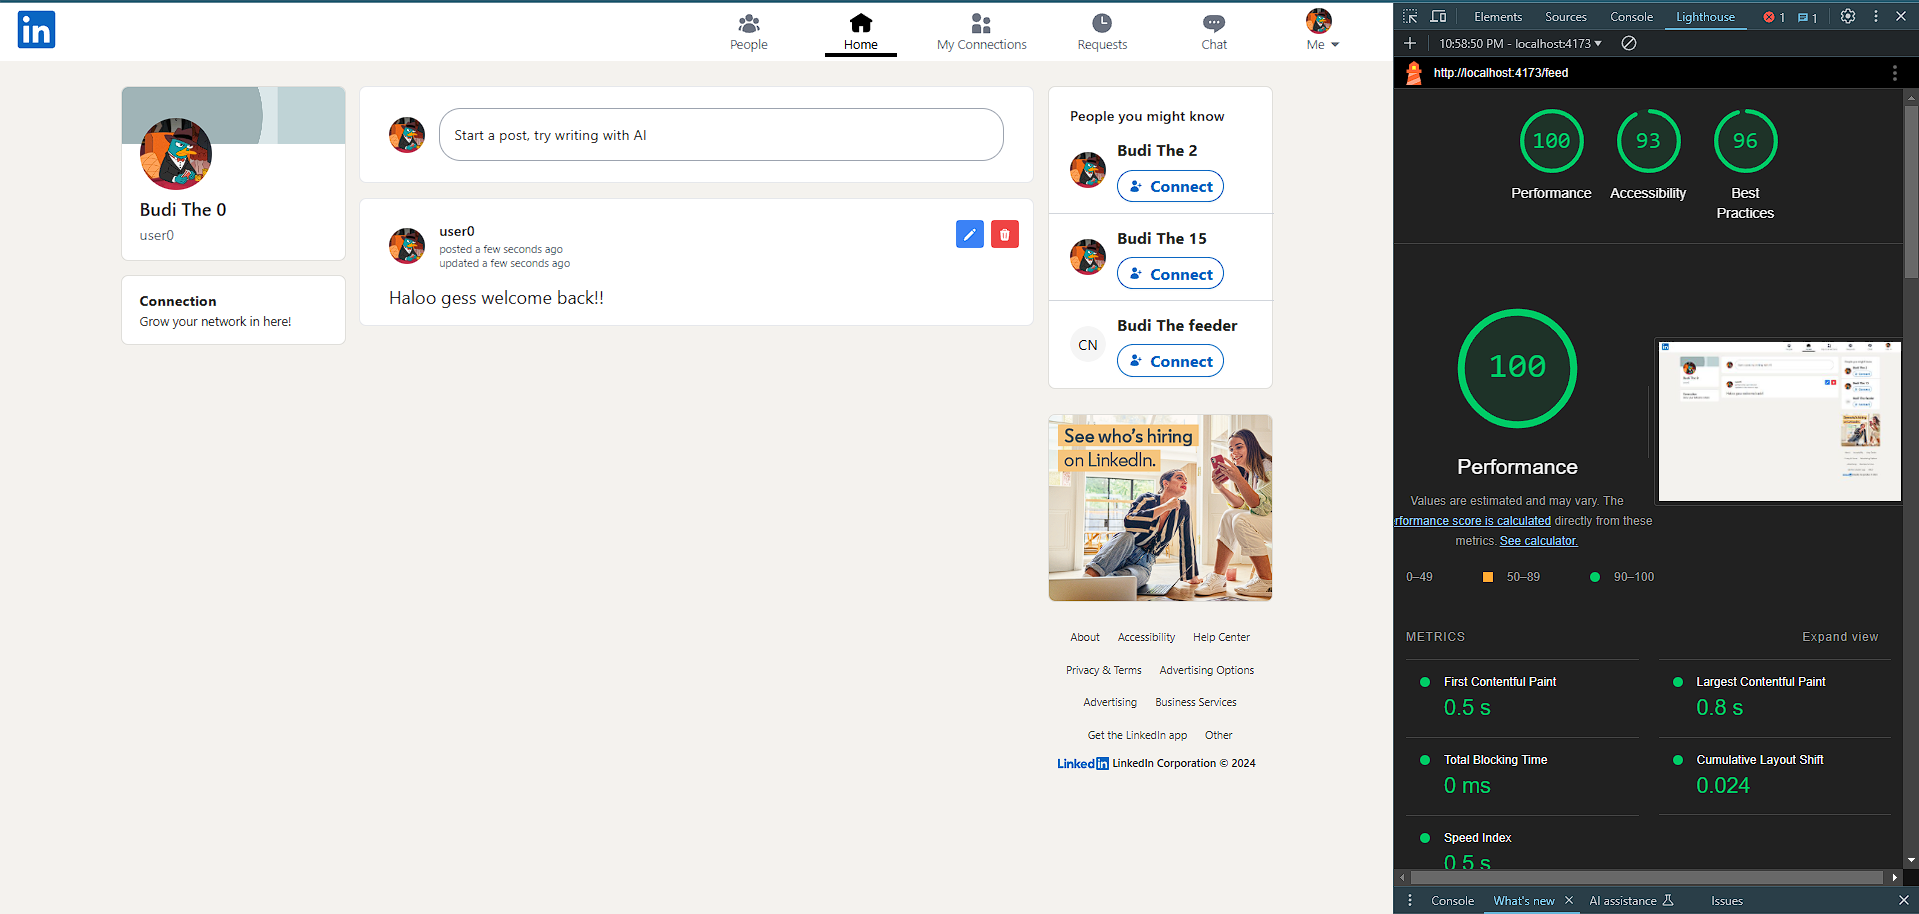 in
People
Home
My Connections
Requests
Chat
Me
Budi The 0
user0
Connection
Grow your network in here!
Start a post, try writing with AI
user0
posted a few seconds ago
updated a few seconds ago
Haloo gess welcome back!!
People you might know
Budi The 2
Connect
Budi The 15
Connect
CN
Budi The feeder
Connect
See who's hiring
on LinkedIn.
About Accessibility Help Center
Privacy & Terms Advertising Options
Advertising Business Services
Get the LinkedIn app Other
Linkedin LinkedIn Corporation © 2024
Elements Sources Console Lighthouse 1 1
10:58:50 PM - localhost:4173
http://localhost:4173/feed
100 93 96
Performance Accessibility Best
Practices
100
Performance
Values are estimated and may vary. The
rformance score is calculated directly from these
metrics. See calculator.
0–49 50–89 90–100
METRICS Expand view
First Contentful Paint
0.5 s
Largest Contentful Paint
0.8 s
Total Blocking Time
0 ms
Cumulative Layout Shift
0.024
Speed Index
0.5 s
Console What's new AI assistance Issues